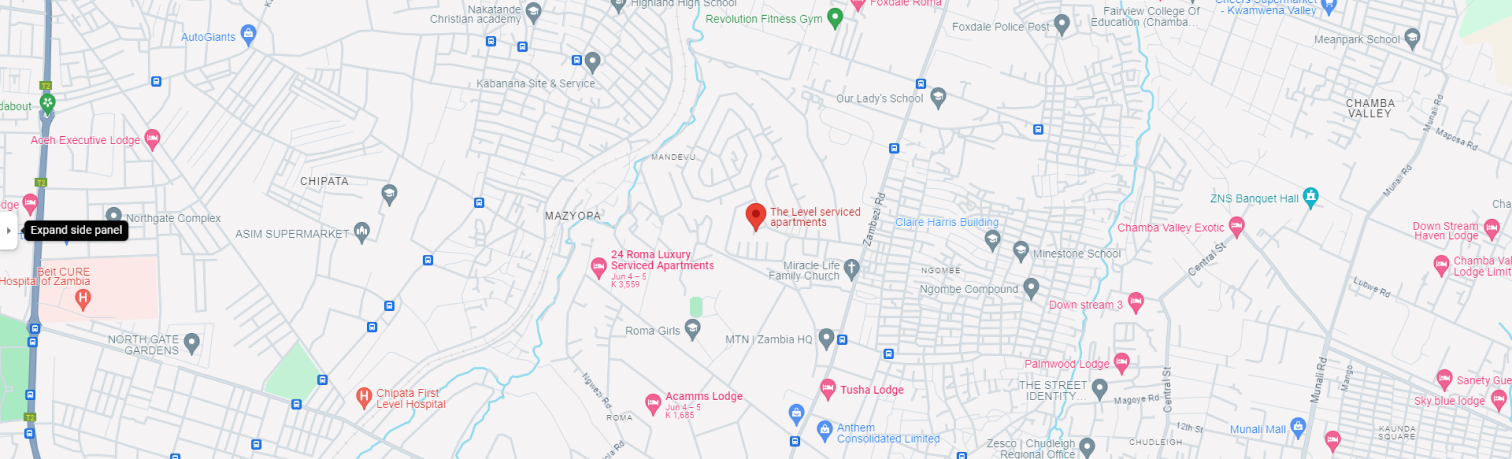 Nakatande
Christian academy
Highland High School
Foxdale Roma
Revolution Fitness Gym
Foxdale Police Post
Fairview College Of
Education (Chamba...
Cheers Supermarket
- Kwamwena Valley
AutoGiants
Meanpark School
T2
Kabanana Site & Service
Our Lady's School
CHAMBA
VALLEY
Munali Rd
Maposa Rd
dabout
Adeh Executive Lodge
MANDEVU
T2
CHIPATA
ZNS Banquet Hall
dge
Northgate Complex
MAZYOPA
The Level serviced
apartments
Zambezi Rd
Claire Harris Building
Munali Rd
Cha
Expand side panel
ASIM SUPERMARKET
Chamba Valley Exotic
Down Stream
Haven Lodge
24 Roma Luxury
Serviced Apartments
Jun 4 – 5
K 3,559
Minestone School
Central St
Beit CURE
Hospital of Zambia
H
Miracle Life
Family Church
NGOMBE
Ngombe Compound
Chamba Val
Lodge Limit
Lubwe Rd
Down stream 3
NORTH GATE
GARDENS
Roma Girls
MTN | Zambia HQ
Palmwood Lodge
Chipata First
Level Hospital
H
Ngwezi Rd
Acamms Lodge
Jun 4 – 5
K 1,685
Tusha Lodge
THE STREET
IDENTITY...
Magoye Rd
Central St
Munali Rd
Mango
Sanety Gue
Sky blue lodge
ROMA
Anthem
Consolidated Limited
12th St
Munali Mall
KAUNDA
SQUARE
Zesco | Chudleigh
Regional Office
CHUDLEIGH